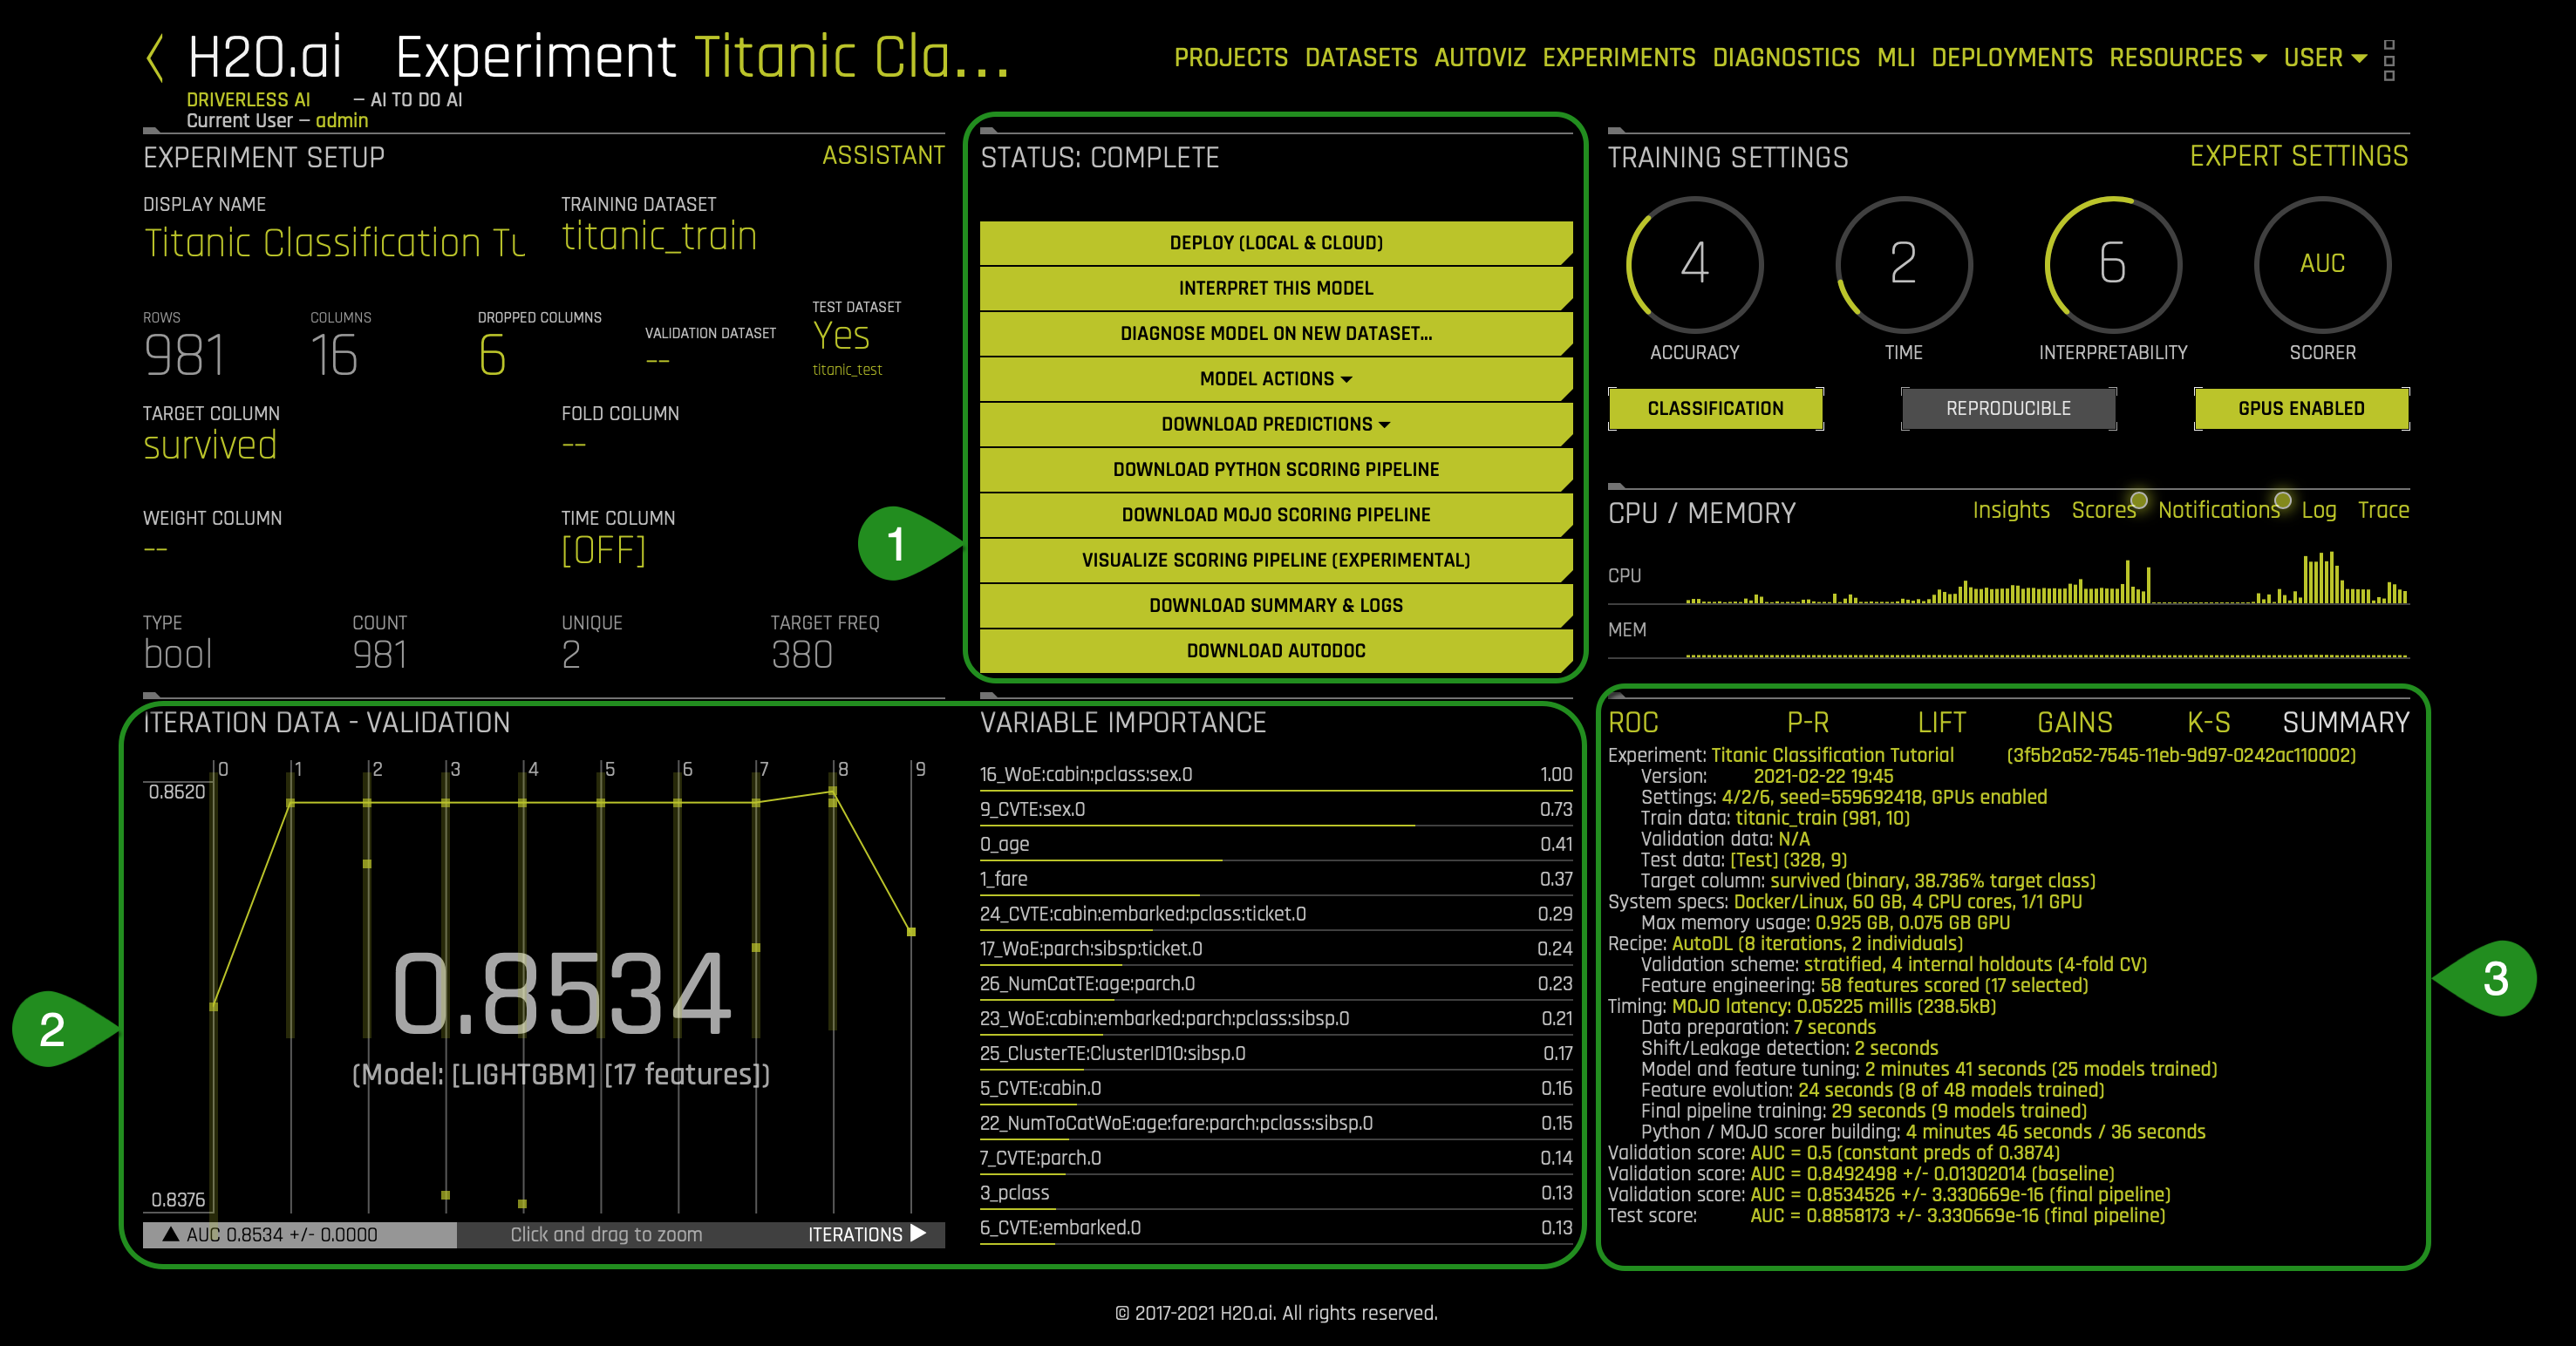 H2O.ai Experiment Titanic Cla...
DRIVERLESS AI – AI TO DO AI
Current User – admin
PROJECTS DATASETS AUTOVIZ EXPERIMENTS DIAGNOSTICS MLI DEPLOYMENTS RESOURCES USER
EXPERIMENT SETUP ASSISTANT
DISPLAY NAME TRAINING DATASET
Titanic Classification Tu titanic_train
ROWS COLUMNS DROPPED COLUMNS VALIDATION DATASET TEST DATASET
981 16 6 -- Yes
titanic_test
TARGET COLUMN FOLD COLUMN
survived --
WEIGHT COLUMN TIME COLUMN
-- [OFF]
TYPE COUNT UNIQUE TARGET FREQ
bool 981 2 380
1
STATUS: COMPLETE
DEPLOY (LOCAL & CLOUD)
INTERPRET THIS MODEL
DIAGNOSE MODEL ON NEW DATASET...
MODEL ACTIONS
DOWNLOAD PREDICTIONS
DOWNLOAD PYTHON SCORING PIPELINE
DOWNLOAD MOJO SCORING PIPELINE
VISUALIZE SCORING PIPELINE (EXPERIMENTAL)
DOWNLOAD SUMMARY & LOGS
DOWNLOAD AUTODOC
TRAINING SETTINGS EXPERT SETTINGS
4 2 6 AUC
ACCURACY TIME INTERPRETABILITY SCORER
CLASSIFICATION REPRODUCIBLE GPUS ENABLED
CPU / MEMORY Insights Scores Notifications Log Trace
CPU
MEM
2
ITERATION DATA - VALIDATION
0 1 2 3 4 5 6 7 8 9
0.8620
0.8534
(Model: [LIGHTGBM] [17 features])
0.8376
AUC 0.8534 +/- 0.0000 Click and drag to zoom ITERATIONS
VARIABLE IMPORTANCE
16_WoE:cabin:pclass:sex.0 1.00
9_CVTE:sex.0 0.73
0_age 0.41
1_fare 0.37
24_CVTE:cabin:embarked:pclass:ticket.0 0.29
17_WoE:parch:sibsp:ticket.0 0.24
26_NumCatTE:age:parch.0 0.23
23_WoE:cabin:embarked:parch:pclass:sibsp.0 0.21
25_ClusterTE:ClusterID10:sibsp.0 0.17
5_CVTE:cabin.0 0.16
22_NumToCatWoE:age:fare:parch:pclass:sibsp.0 0.15
7_CVTE:parch.0 0.14
3_pclass 0.13
6_CVTE:embarked.0 0.13
3
ROC P-R LIFT GAINS K-S SUMMARY
Experiment: Titanic Classification Tutorial (3f5b2a52-7545-11eb-9d97-0242ac110002)
Version: 2021-02-22 19:45
Settings: 4/2/6, seed=559692418, GPUs enabled
Train data: titanic_train (981, 10)
Validation data: N/A
Test data: [Test] (328, 9)
Target column: survived (binary, 38.736% target class)
System specs: Docker/Linux, 60 GB, 4 CPU cores, 1/1 GPU
Max memory usage: 0.925 GB, 0.075 GB GPU
Recipe: AutoDL (8 iterations, 2 individuals)
Validation scheme: stratified, 4 internal holdouts (4-fold CV)
Feature engineering: 58 features scored (17 selected)
Timing: MOJO latency: 0.05225 millis (238.5kB)
Data preparation: 7 seconds
Shift/Leakage detection: 2 seconds
Model and feature tuning: 2 minutes 41 seconds (25 models trained)
Feature evolution: 24 seconds (8 of 48 models trained)
Final pipeline training: 29 seconds (9 models trained)
Python / MOJO scorer building: 4 minutes 46 seconds / 36 seconds
Validation score: AUC = 0.5 (constant preds of 0.3874)
Validation score: AUC = 0.8492498 +/- 0.01302014 (baseline)
Validation score: AUC = 0.8534526 +/- 3.330669e-16 (final pipeline)
Test score: AUC = 0.8858173 +/- 3.330669e-16 (final pipeline)
© 2017-2021 H2O.ai. All rights reserved.